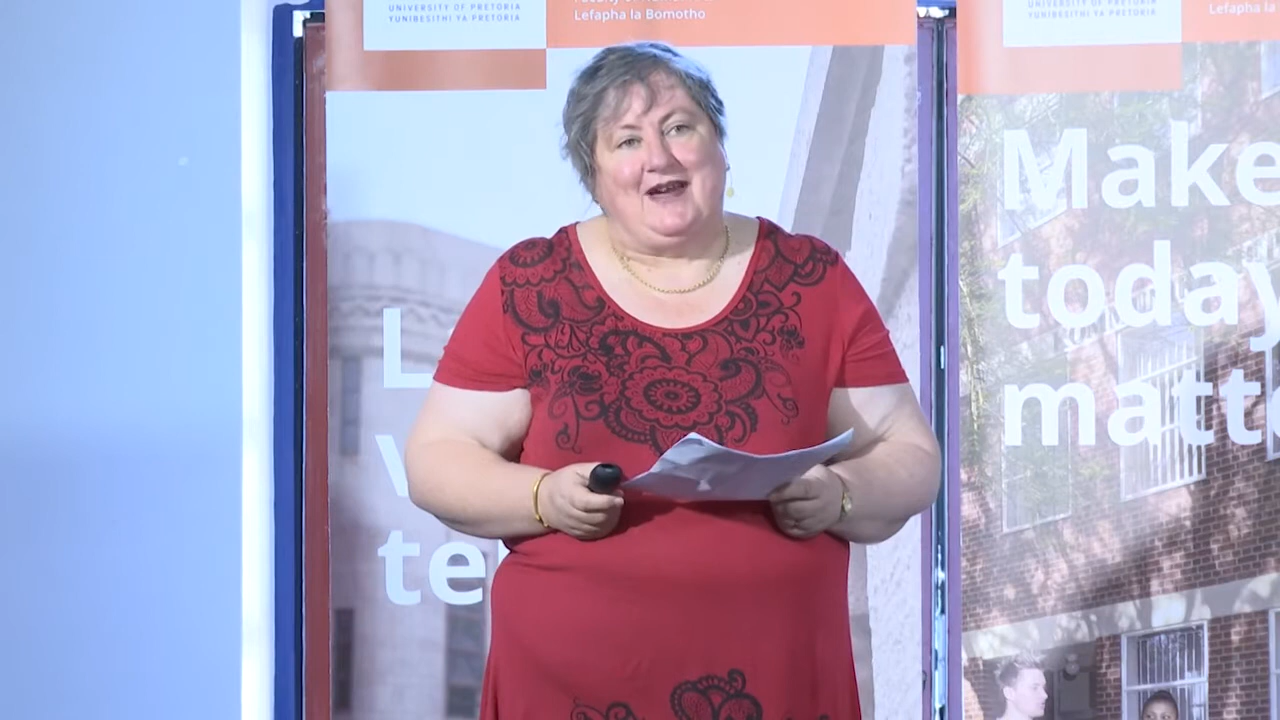 UNIVERSITY OF PRETORIA
YUNIBESITHI YA PRETORIA
Lefapha la Bomotho
UNIVERSITY OF PRETORIA
YUNIBESITHI YA PRETORIA
Lefapha la
Make
today
matte